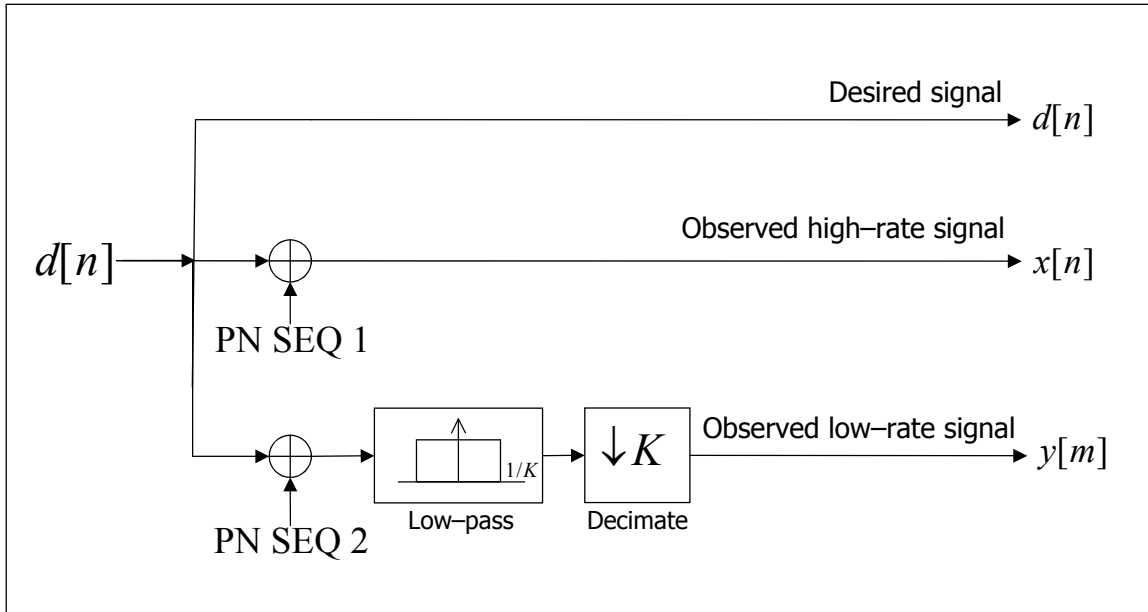 Desired signal
d[n]
Observed high–rate signal
d[n]
x[n]
PN SEQ 1
Observed low–rate signal
↓K
1/K
y[m]
Low–pass
Decimate
PN SEQ 2